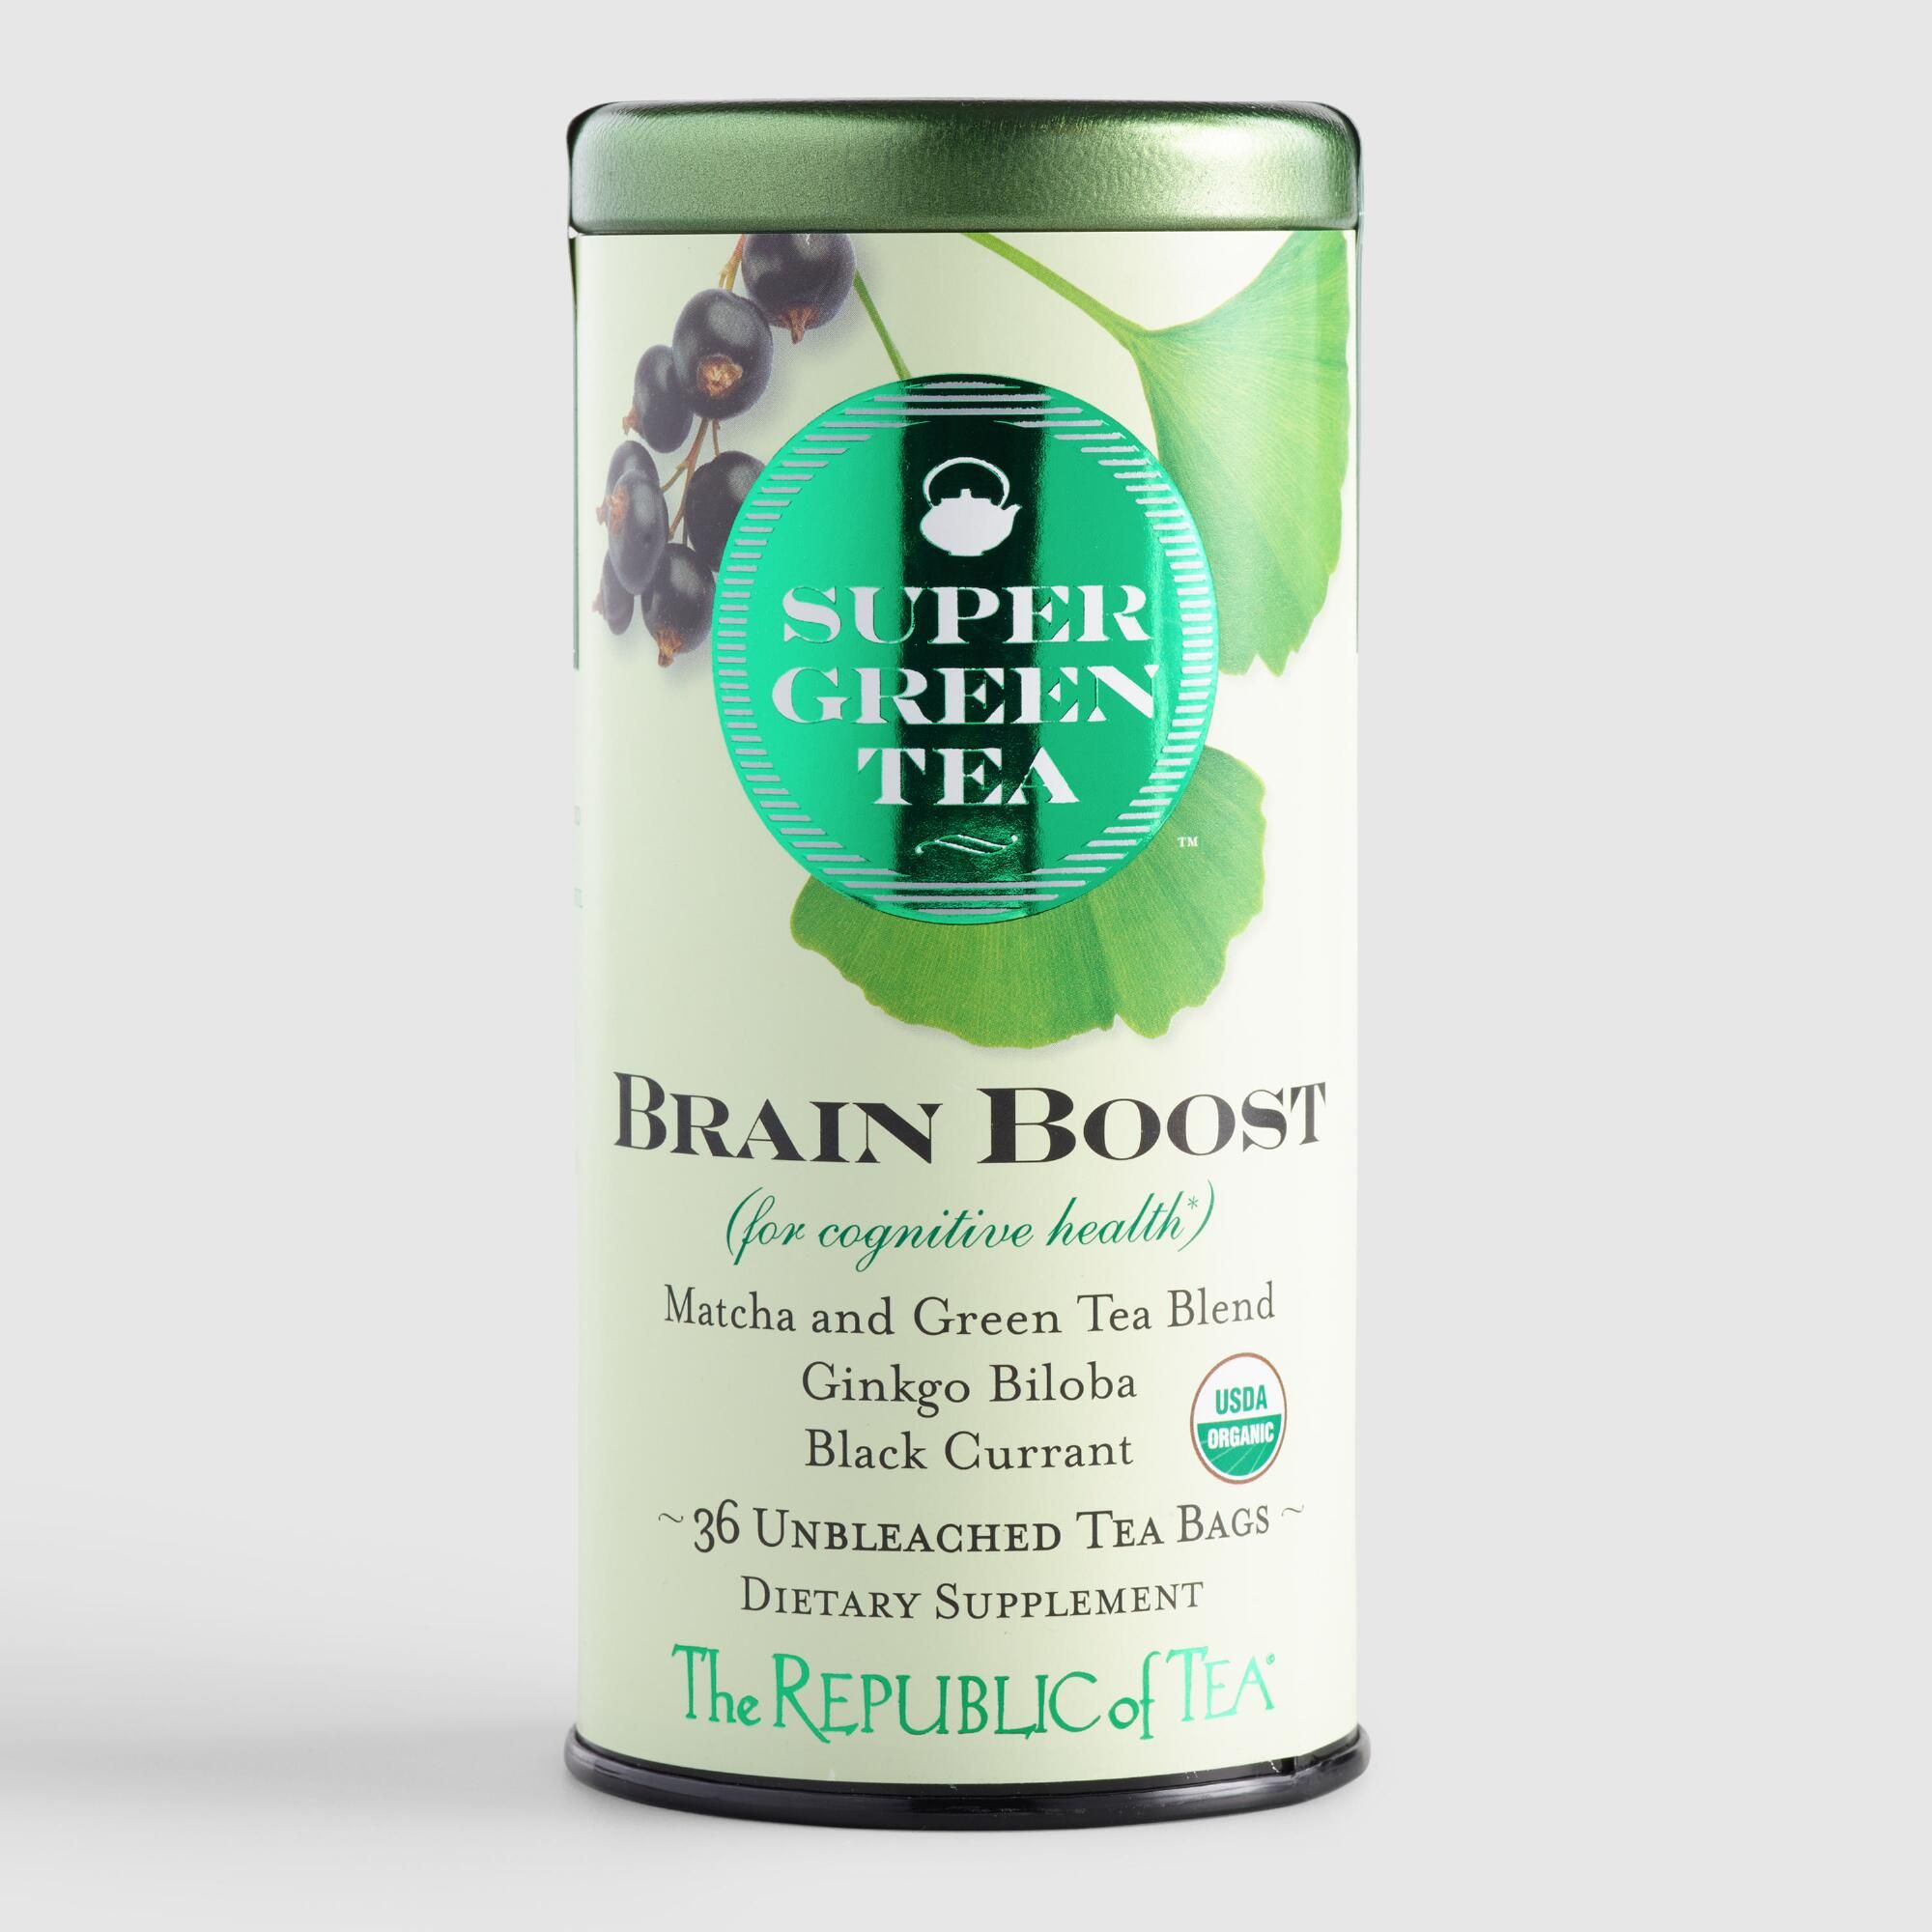 SUPER
GREEN
TEA
TM
BRAIN BOOST
(for cognitive health*)
Matcha and Green Tea Blend
Ginkgo Biloba
Black Currant
USDA
ORGANIC
~ 36 UNBLEACHED TEA BAGS ~
DIETARY SUPPLEMENT
The REPUBLIC of TEA®